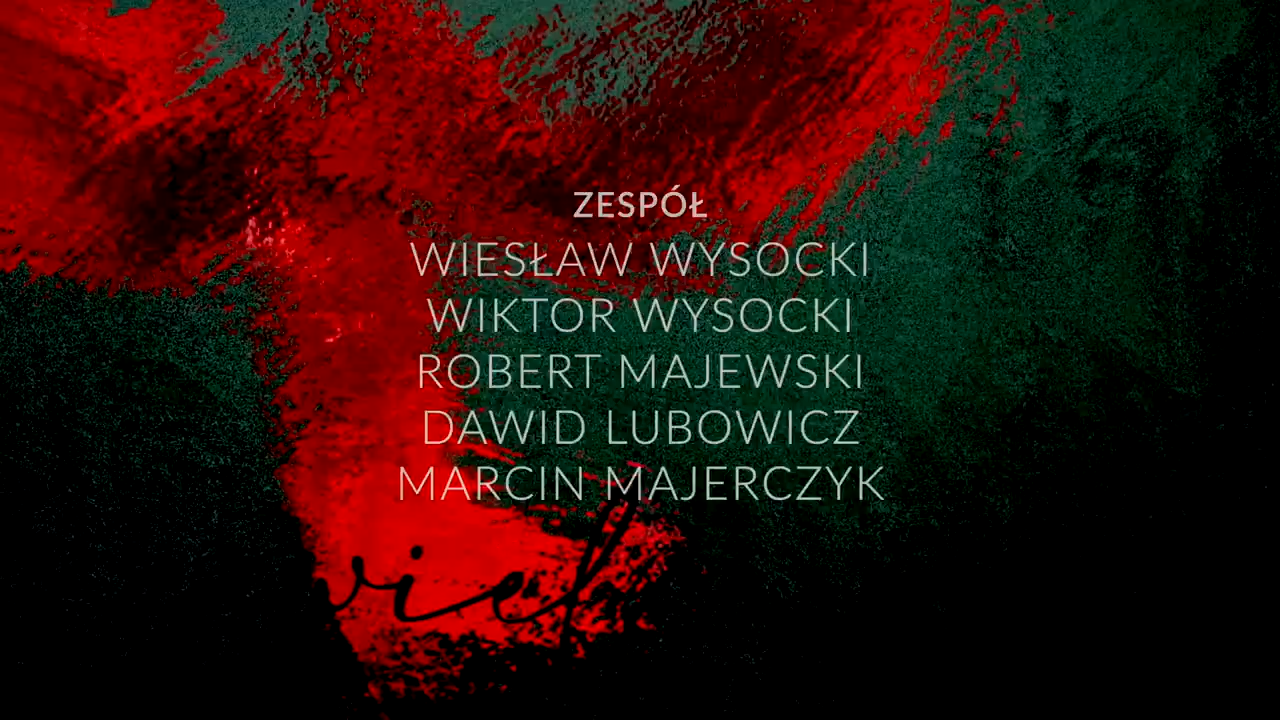 ZESPÓŁ
WIESŁAW WYSOCKI
WIKTOR WYSOCKI
ROBERT MAJEWSKI
DAWID LUBOWICZ
MARCIN MAJERCZYK